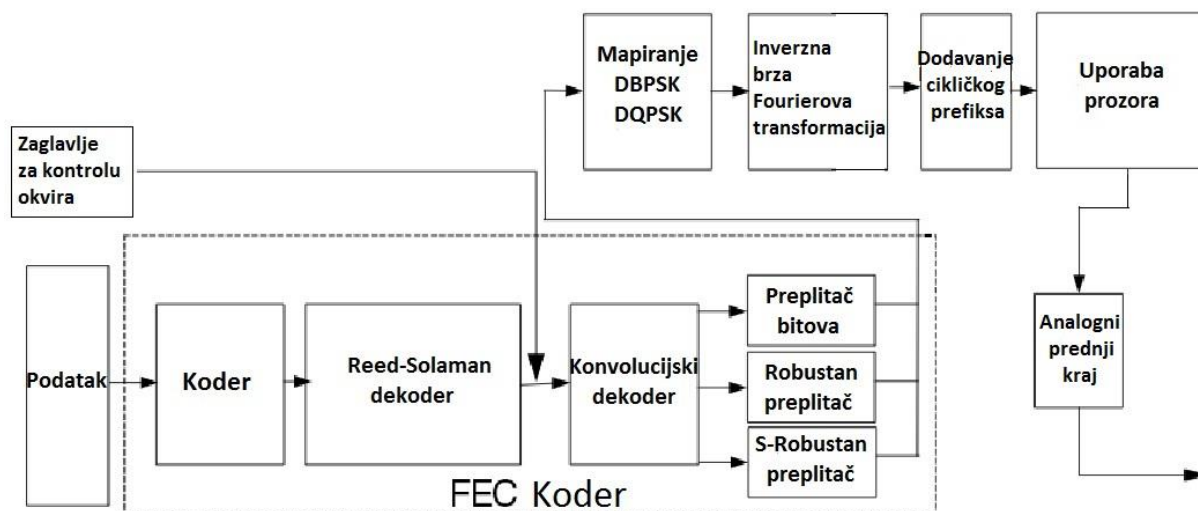 Mapiranje
DBPSK
DQPSK
Inverzna
brza
Fourierova
transformacija
Dodavanje
cikličkog
prefiksa
Uporaba
prozora
Zaglavlje
za kontrolu
okvira
Podatak
Koder
Reed-Solaman
dekoder
Konvolucijski
dekoder
Preplitač
bitova
Robustan
preplitač
S-Robustan
preplitač
Analogni
prednji
kraj
FEC Koder